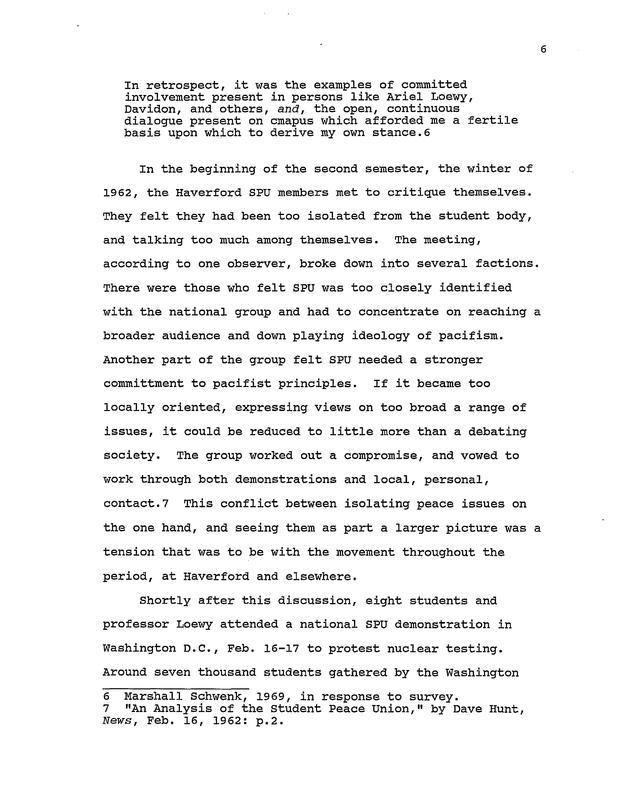 6
In retrospect, it was the examples of committed
involvement present in persons like Ariel Loewy,
Davidon, and others, and, the open, continuous
dialogue present on cmapus which afforded me a fertile
basis upon which to derive my own stance.6
In the beginning of the second semester, the winter of
1962, the Haverford SPU members met to critique themselves.
They felt they had been too isolated from the student body,
and talking too much among themselves. The meeting,
according to one observer, broke down into several factions.
There were those who felt SPU was too closely identified
with the national group and had to concentrate on reaching a
broader audience and down playing ideology of pacifism.
Another part of the group felt SPU needed a stronger
committment to pacifist principles. If it became too
locally oriented, expressing views on too broad a range of
issues, it could be reduced to little more than a debating
society. The group worked out a compromise, and vowed to
work through both demonstrations and local, personal,
contact.7 This conflict between isolating peace issues on
the one hand, and seeing them as part a larger picture was a
tension that was to be with the movement throughout the
period, at Haverford and elsewhere.
Shortly after this discussion, eight students and
professor Loewy attended a national SPU demonstration in
Washington D.C., Feb. 16-17 to protest nuclear testing.
Around seven thousand students gathered by the Washington
6 Marshall Schwenk, 1969, in response to survey.
7 "An Analysis of the Student Peace Union," by Dave Hunt,
News, Feb. 16, 1962: p.2.